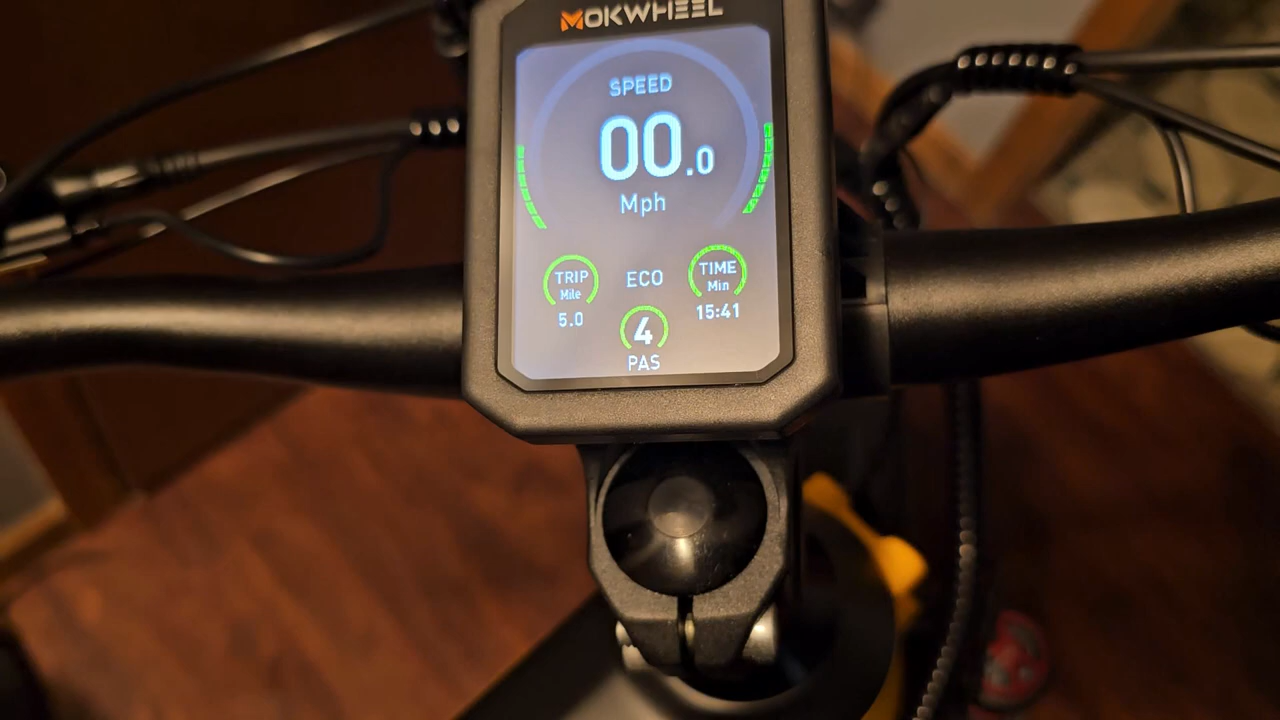 MOKWHEEL
SPEED
00.0
Mph
TRIP
Mile
5.0
ECO
TIME
Min
15:41
4
PAS